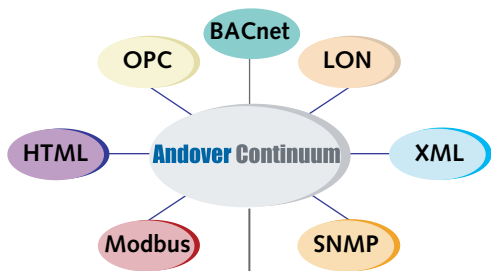 BACnet
OPC
LON
HTML
Andover Continuum
XML
Modbus
SNMP